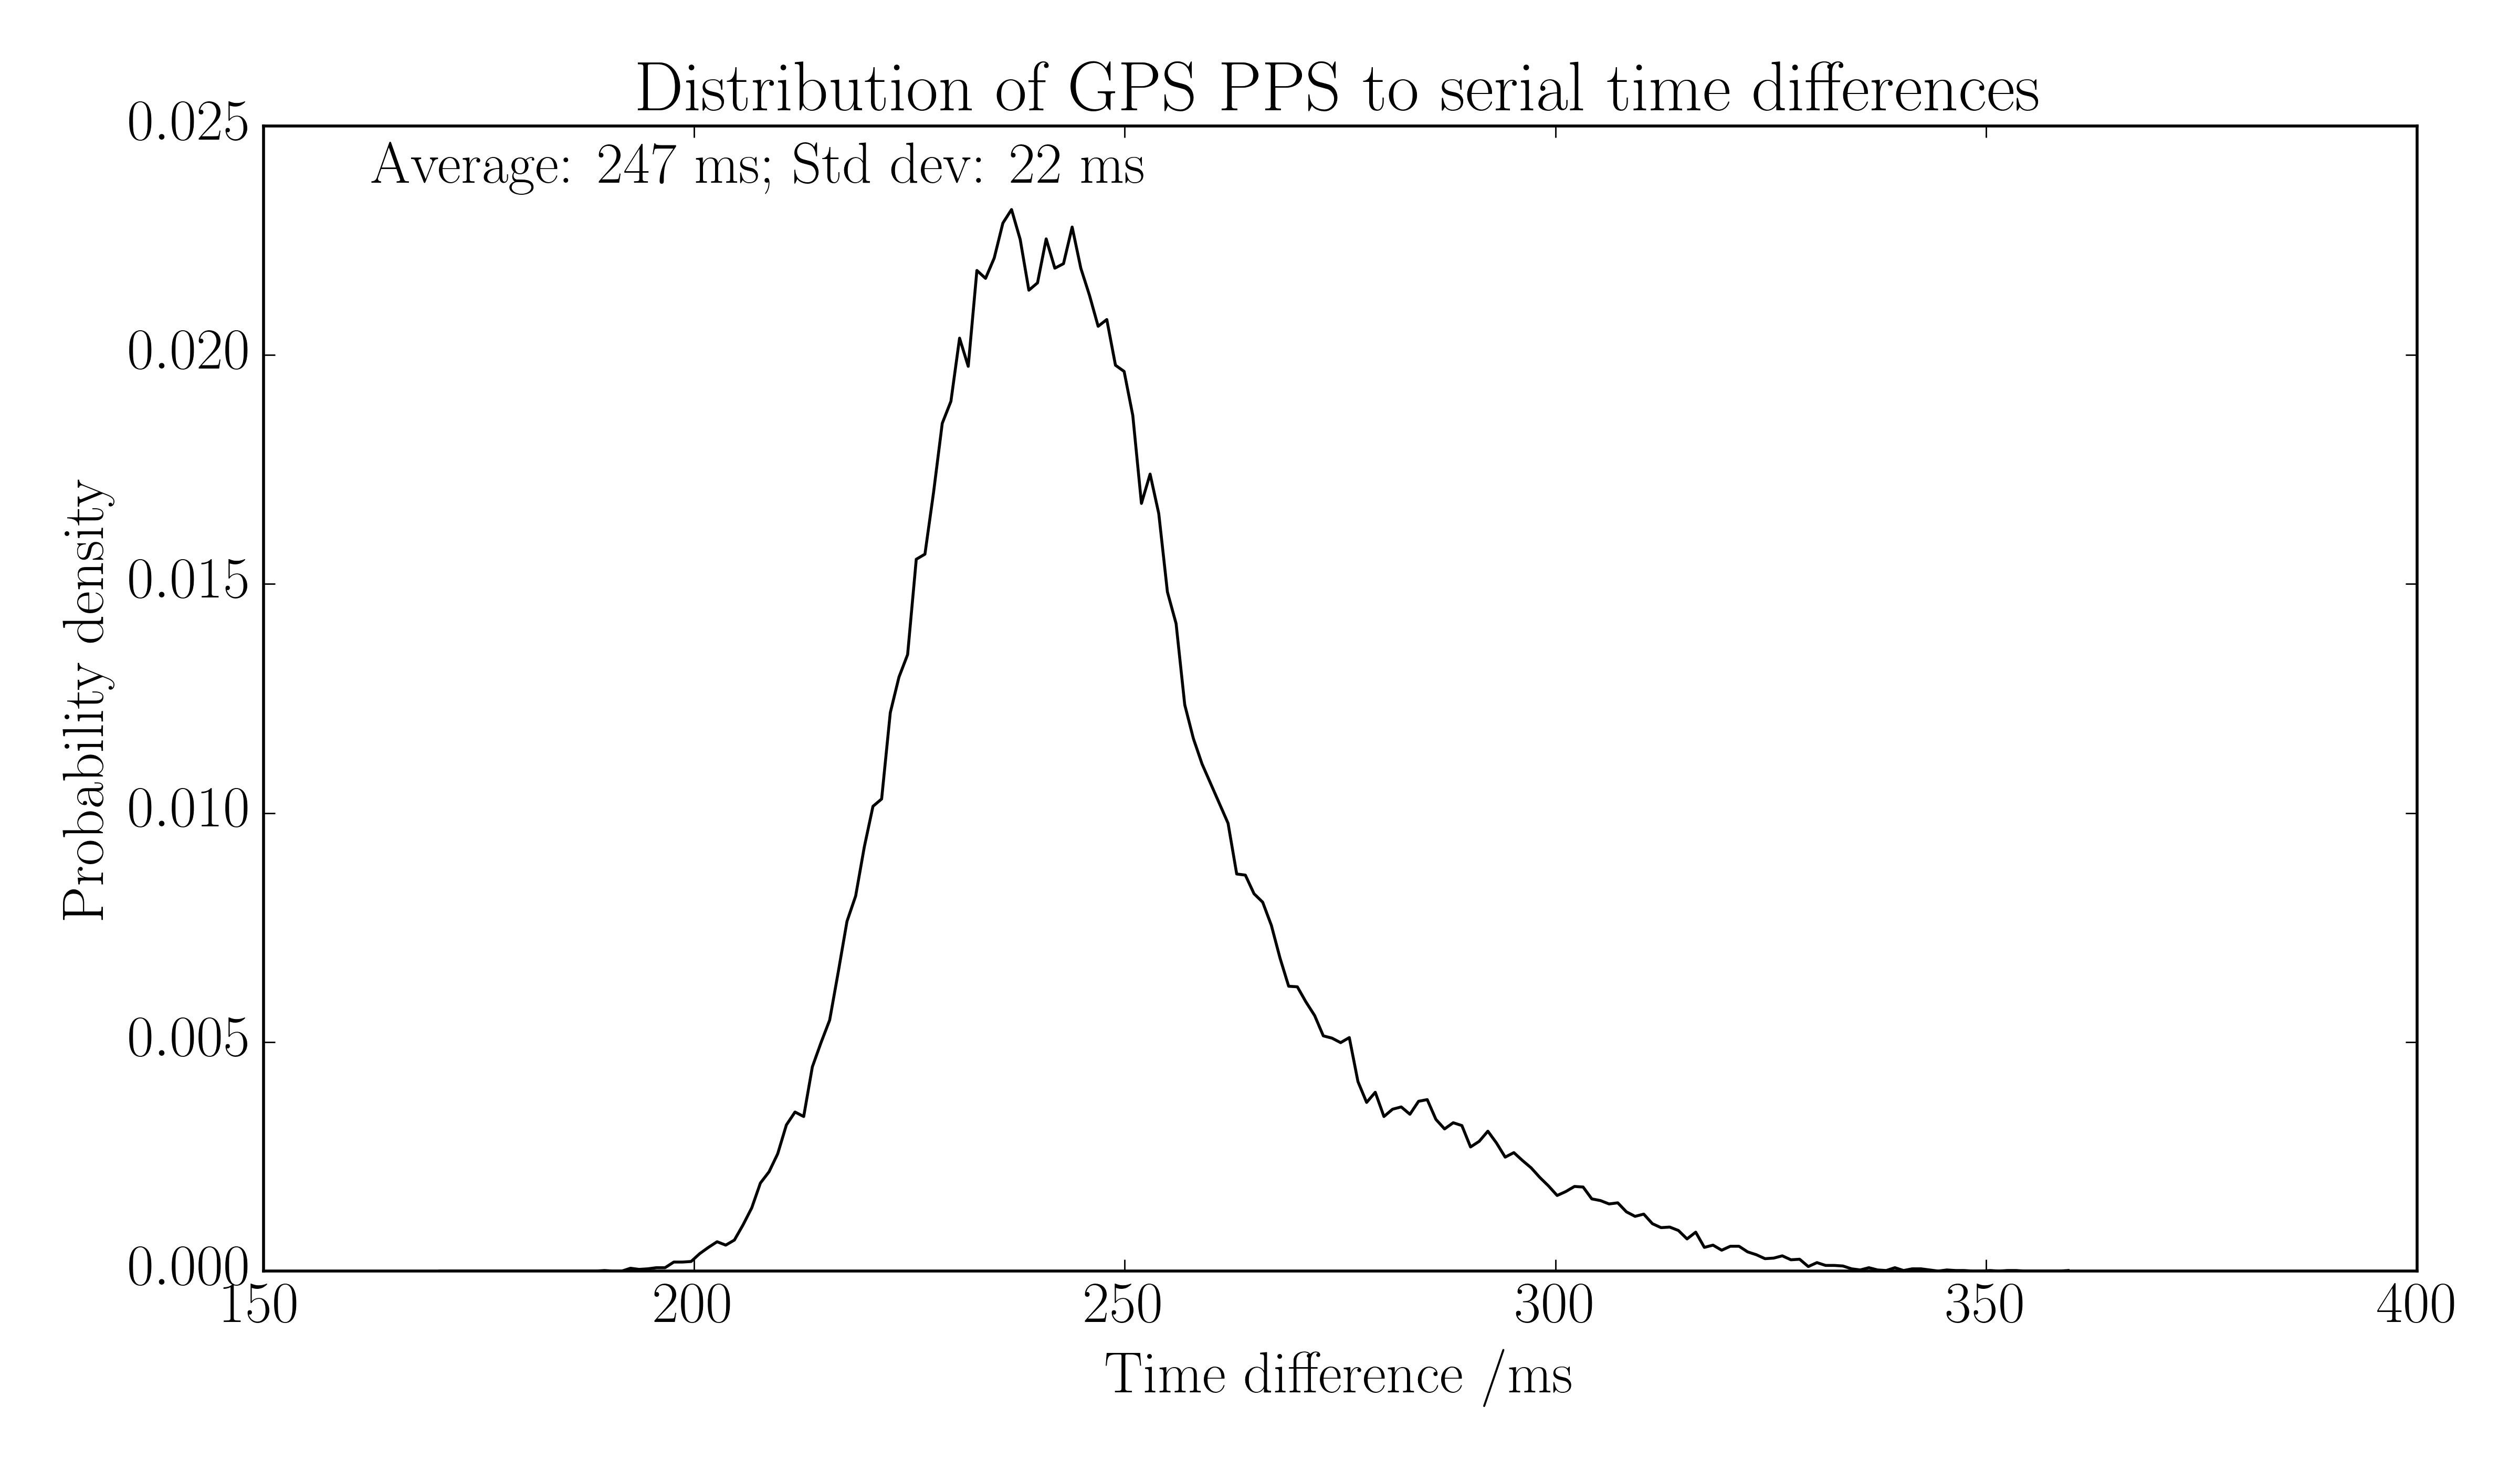 Distribution of GPS PPS to serial time differences
Average: 247 ms; Std dev: 22 ms
0.025
0.020
0.015
0.010
0.005
0.000
Probability density
150 200 250 300 350 400
Time difference /ms